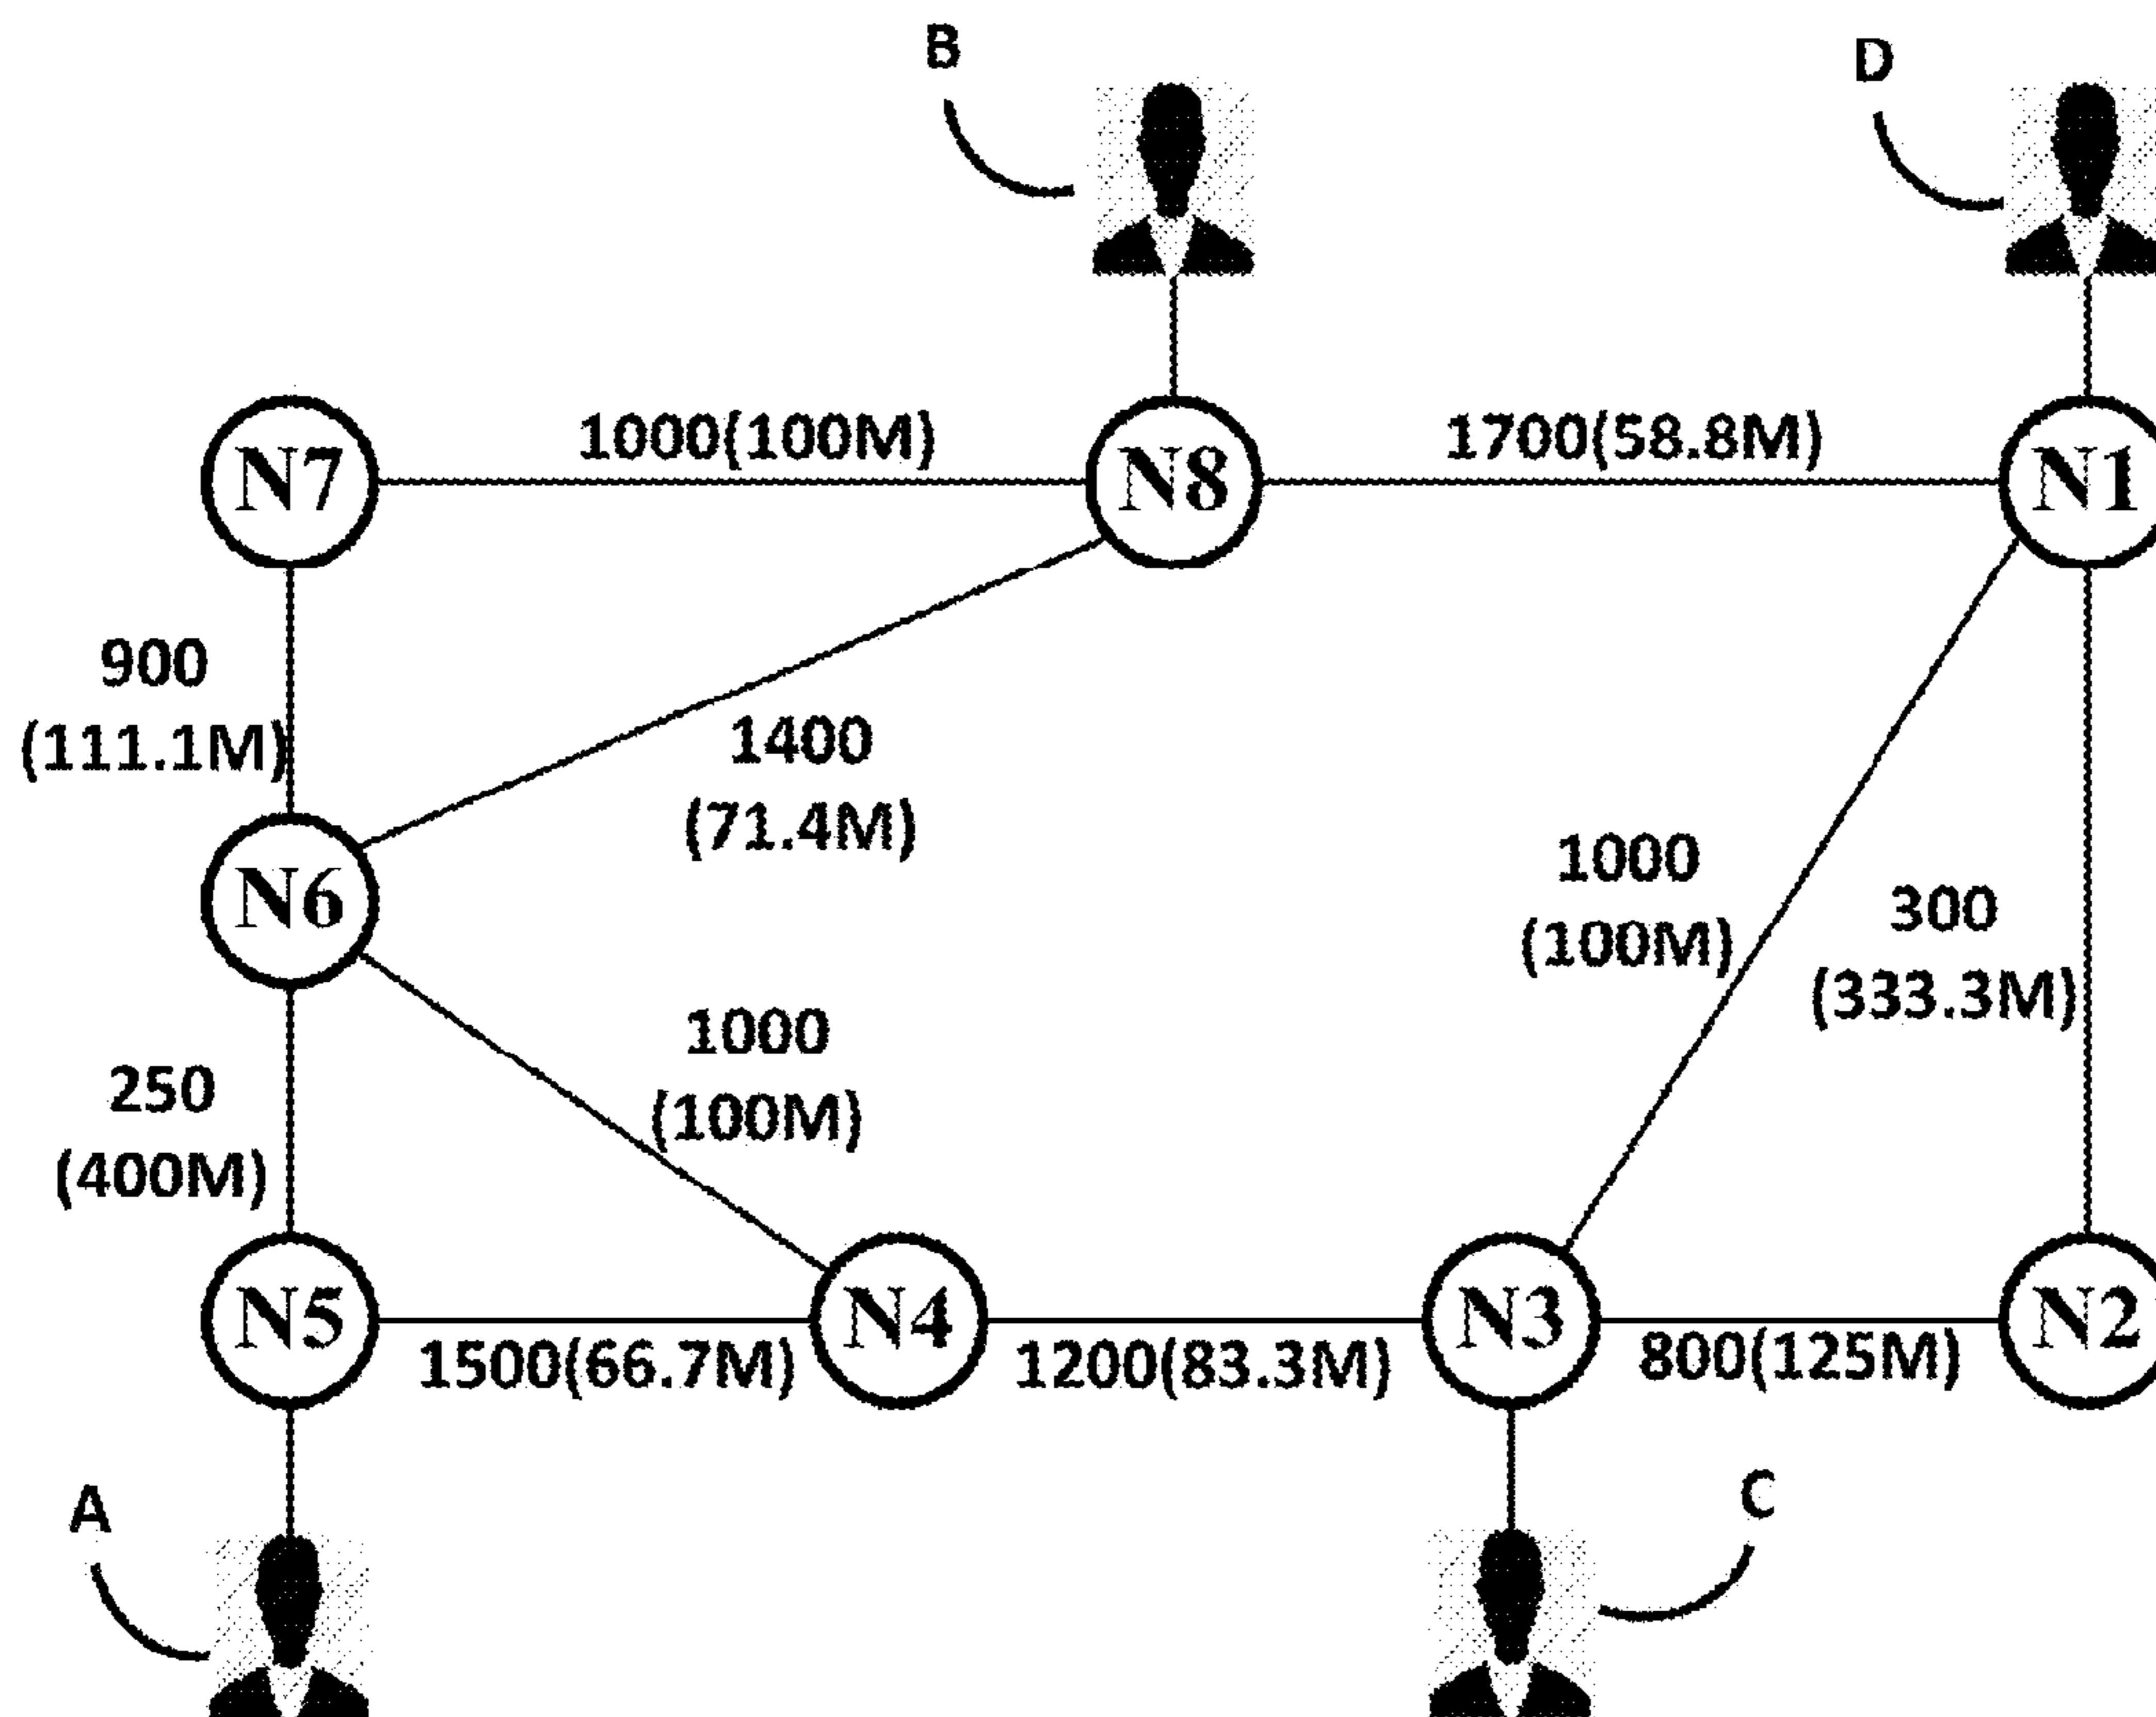 B
D
1000(100M)
1700(58.8M)
N7
N8
N1
900
(111.1M)
1400
(71.4M)
1000
(100M)
300
(333.3M)
N6
1000
(100M)
250
(400M)
N5
N4
N3
N2
1500(66.7M)
1200(83.3M)
800(125M)
A
C